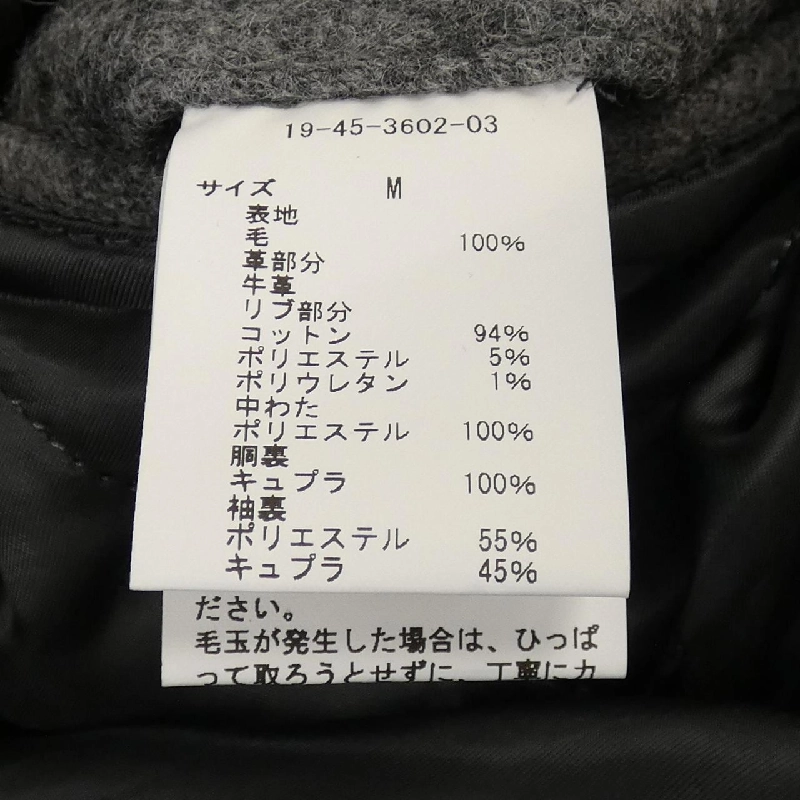 19-45-3602-03
サイズ M
表地
毛 100%
革部分
牛革
リブ部分
コットン 94%
ポリエステル 5%
ポリウレタン 1%
中わた
ポリエステル 100%
胴裏
キュプラ 100%
袖裏
ポリエステル 55%
キュプラ 45%
ださい。
毛玉が発生した場合は、ひっぱ
って取ろうとせずに、丁寧にカ